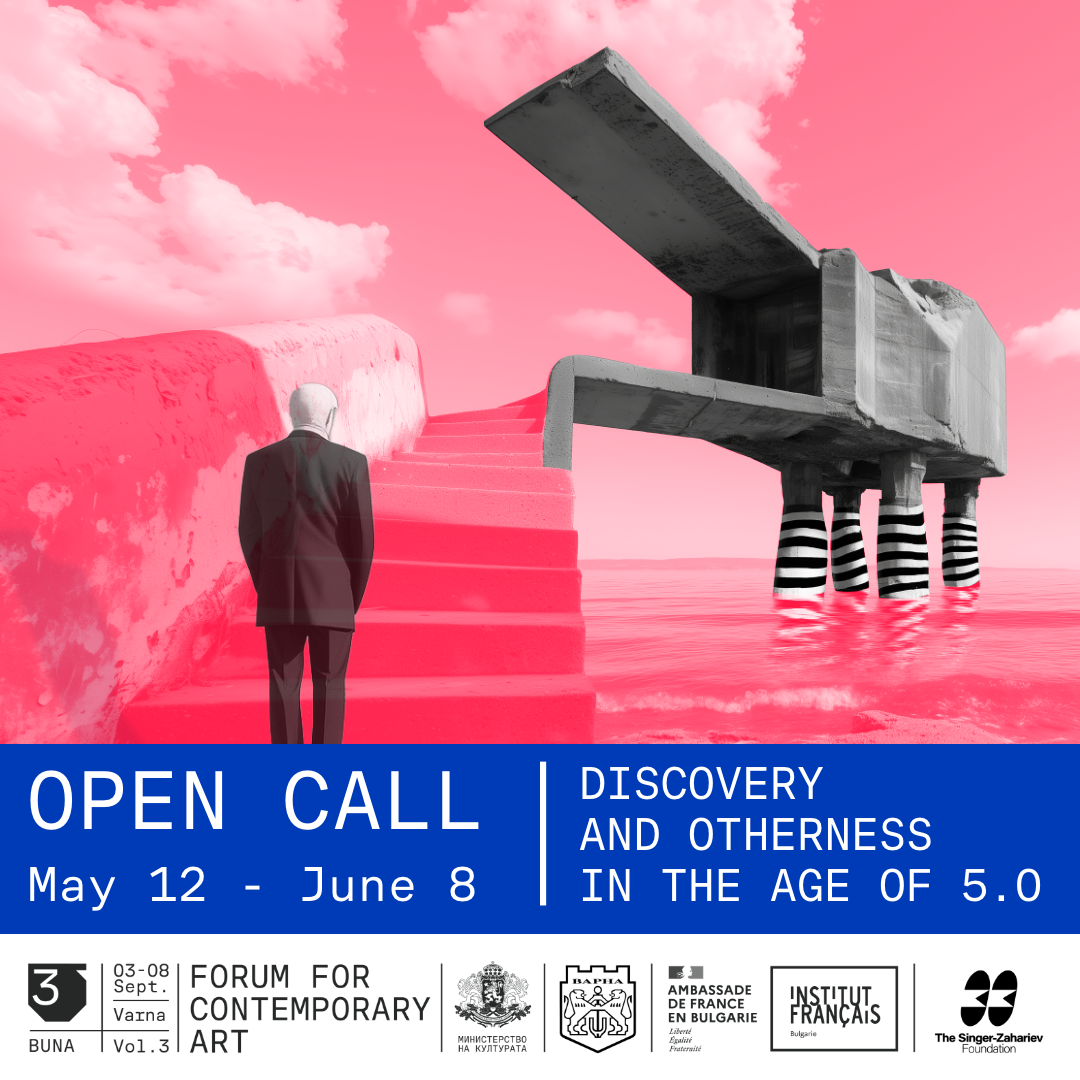 OPEN CALL
May 12 - June 8
DISCOVERY
AND OTHERNESS
IN THE AGE OF 5.0
3
BUNA
03-08
Sept.
Varna
Vol.3
FORUM FOR
CONTEMPORARY
ART
МИНИСТЕРСТВО
НА КУЛТУРАТА
ВАРНА
AMBASSADE
DE FRANCE
EN BULGARIE
Liberté
Égalité
Fraternité
INSTITUT
FRANÇAIS
Bulgarie
The Singer-Zahariev
Foundation